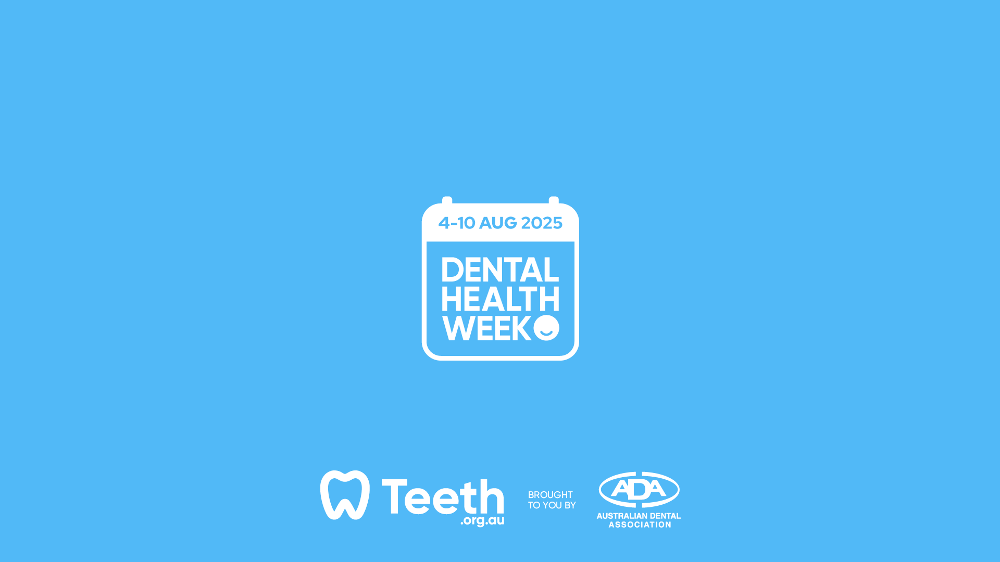 4-10 AUG 2025
DENTAL
HEALTH
WEEK
Teeth
.org.au
BROUGHT
TO YOU BY
ADA
AUSTRALIAN DENTAL
ASSOCIATION